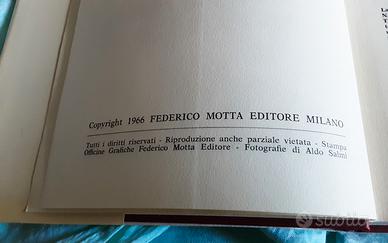 Copyright 1966 FEDERICO MOTTA EDITORE MILANO
Tutti i diritti riservati - Riproduzione anche parziale vietata - Stampa
Officine Grafiche Federico Motta Editore - Fotografie di Aldo Salmi
subito